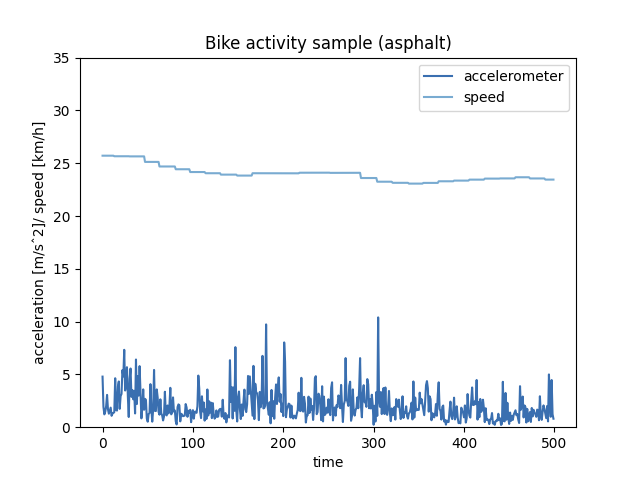 Bike activity sample (asphalt)
accelerometer
speed
acceleration [m/sˆ2]/ speed [km/h]
35
30
25
20
15
10
5
0
0 100 200 300 400 500
time